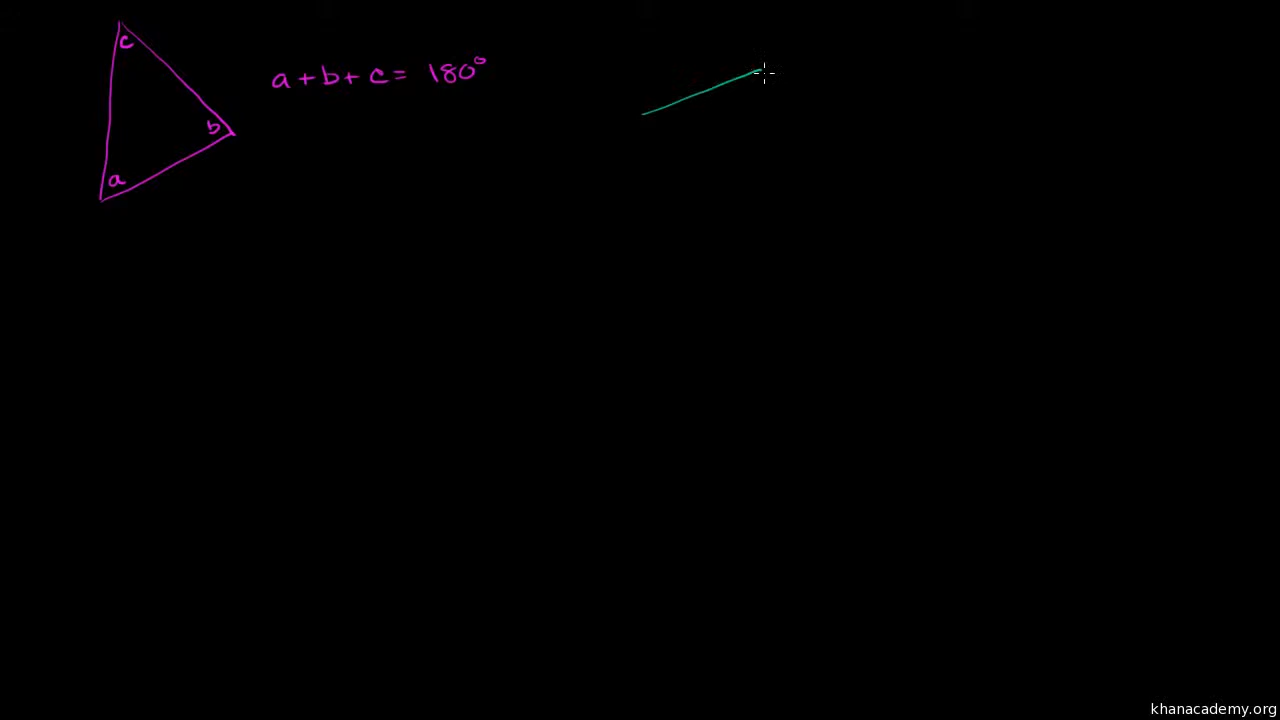 c
a + b + c = 180°
b
a
khanacademy.org